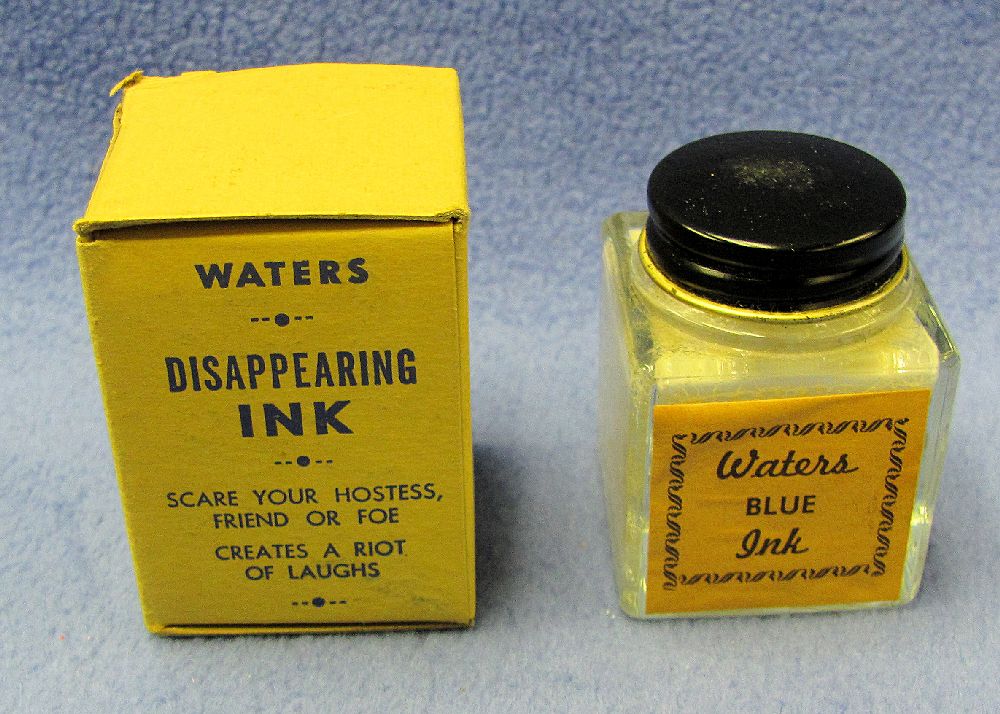 WATERS
DISAPPEARING
INK
SCARE YOUR HOSTESS,
FRIEND OR FOE
CREATES A RIOT
OF LAUGHS
Waters
BLUE
Ink